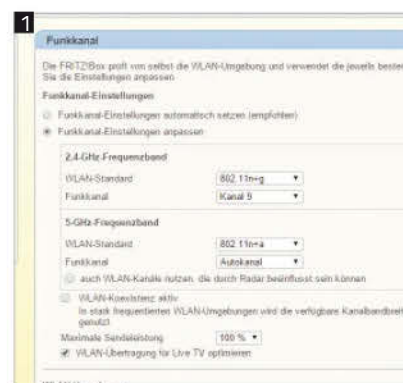 1
Funkkanal
Die FRITZ!Box prüft von selbst die WLAN-Umgebung und verwendet die jeweils besten
Sie die Einstellungen anpassen
Funkkanal-Einstellungen
Funkkanal-Einstellungen automatisch setzen (empfohlen)
Funkkanal-Einstellungen anpassen
2,4-GHz-Frequenzband
WLAN-Standard 802.11n+g
Funkkanal Kanal 9
5-GHz-Frequenzband
WLAN-Standard 802.11n+a
Funkkanal Autokanal
auch WLAN-Kanäle nutzen, die durch Radar beeinflusst sein können
WLAN-Koexistenz aktiv
In stark frequentierten WLAN-Umgebungen wird die verfügbare Kanalbandbreit
genutzt
Maximale Sendeleistung 100 %
WLAN-Übertragung für Live TV optimieren